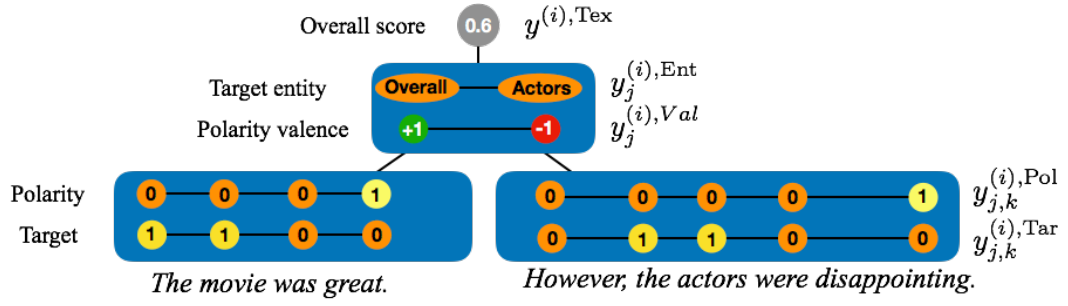 Overall score 0.6 y^{(i),Tex}
Target entity Overall Actors y_j^{(i),Ent}
Polarity valence +1 -1 y_j^{(i),Val}
Polarity 0 0 0 1 0 0 0 0 1 y_{j,k}^{(i),Pol}
Target 1 1 0 0 0 1 1 0 0 y_{j,k}^{(i),Tar}
The movie was great. However, the actors were disappointing.